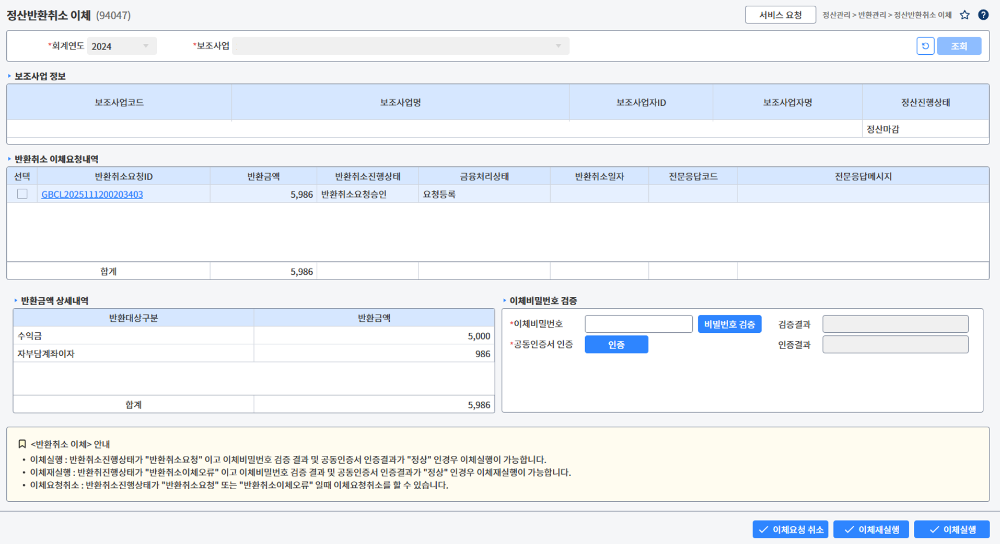 정산반환취소 이체 (94047)
서비스 요청
정산관리 > 반환관리 > 정산반환취소 이체
*회계연도 2024 *보조사업
조회
보조사업 정보
보조사업코드 보조사업명 보조사업자ID 보조사업자명 정산진행상태
정산마감
반환취소 이체요청내역
선택 반환취소요청ID 반환금액 반환취소진행상태 금융처리상태 반환취소일자 전문응답코드 전문응답메시지
GBCL2025111200203403 5,986 반환취소요청승인 요청등록
합계 5,986
반환금액 상세내역
반환대상구분 반환금액
수익금 5,000
자부담계좌이자 986
합계 5,986
이체비밀번호 검증
*이체비밀번호 비밀번호 검증 검증결과
*공동인증서 인증 인증 인증결과
<반환취소 이체> 안내
• 이체실행 : 반환취소진행상태가 "반환취소요청" 이고 이체비밀번호 검증 결과 및 공동인증서 인증결과가 "정상" 인경우 이체실행이 가능합니다.
• 이체재실행 : 반환취진행상태가 "반환취소이체오류" 이고 이체비밀번호 검증 결과 및 공동인증서 인증결과가 "정상" 인경우 이체재실행이 가능합니다.
• 이체요청취소 : 반환취소진행상태가 "반환취소요청" 또는 "반환취소이체오류" 일때 이체요청취소를 할 수 있습니다.
이체요청 취소 이체재실행 이체실행